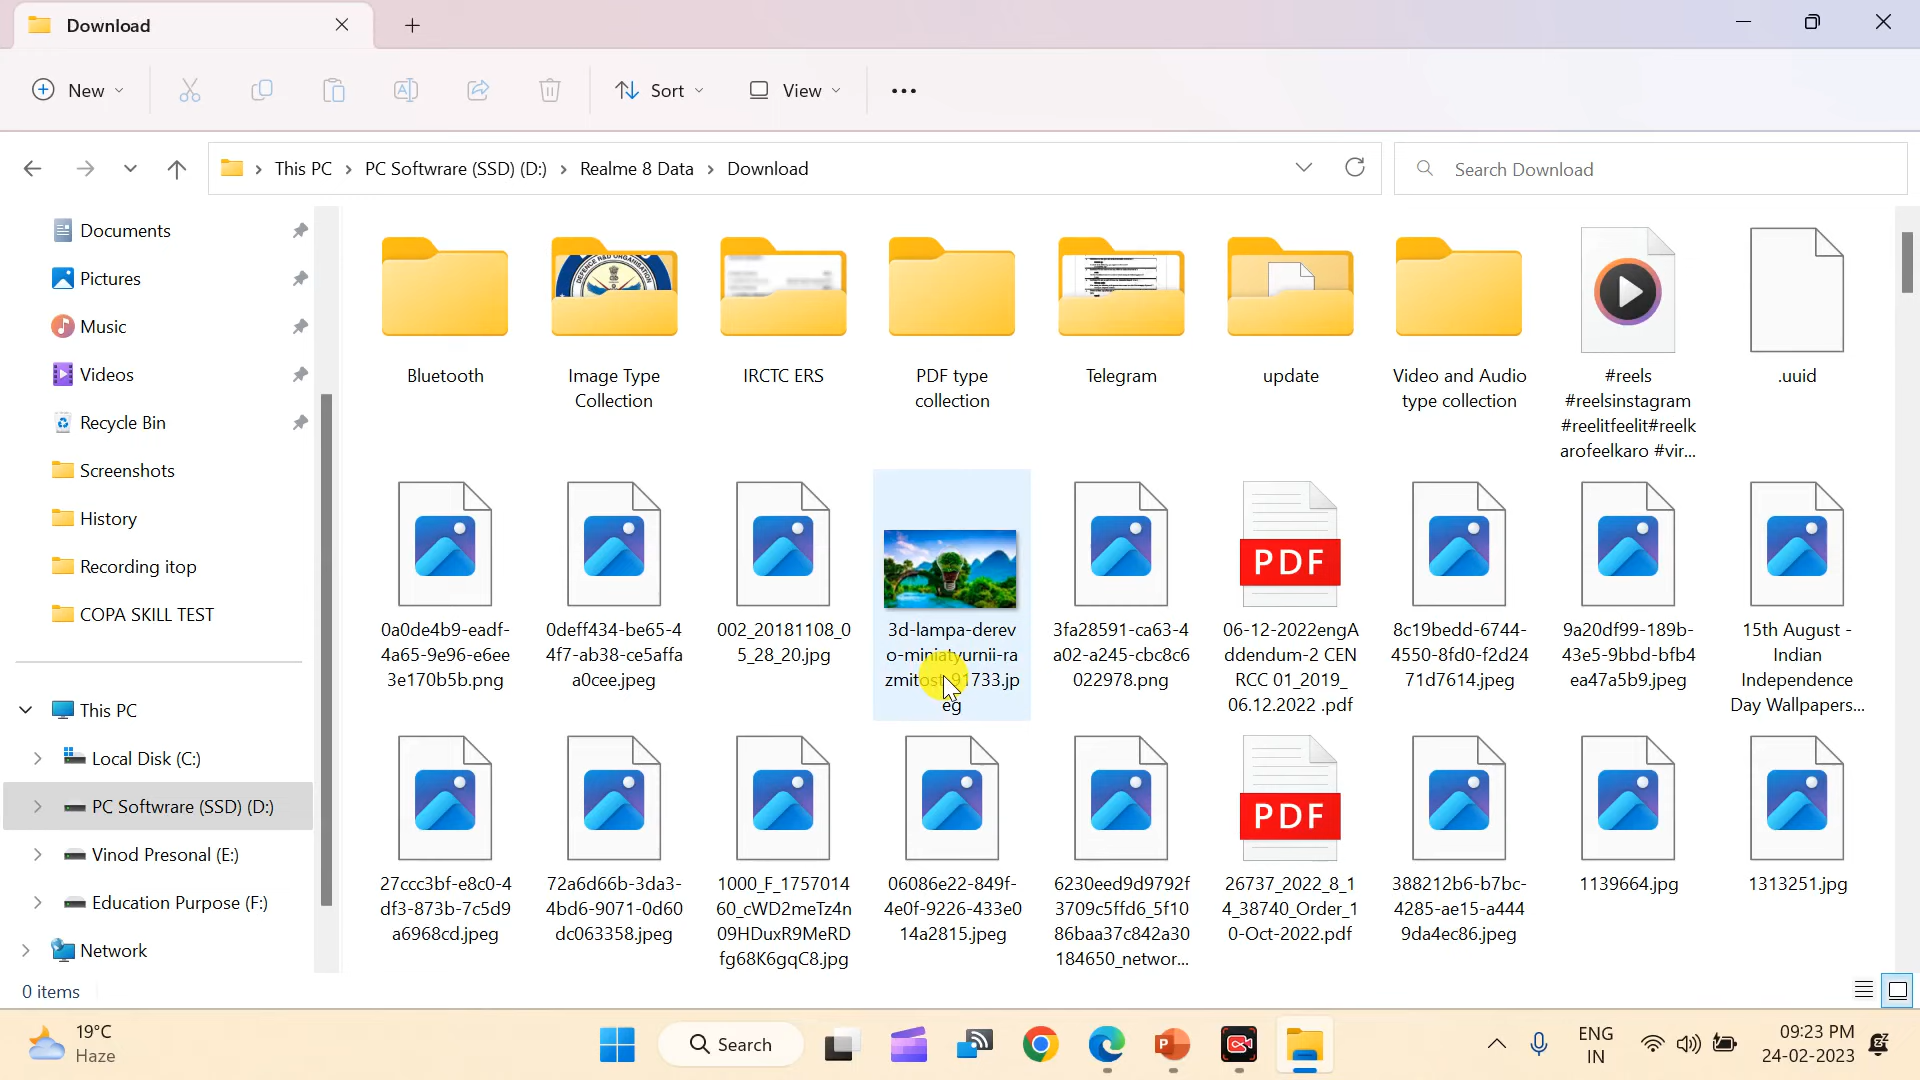 Download
New
Sort
View
This PC
PC Software (SSD) (D:)
Realme 8 Data
Download
Search Download
Documents
Pictures
Music
Videos
Recycle Bin
Screenshots
History
Recording itop
COPA SKILL TEST
This PC
Local Disk (C:)
PC Software (SSD) (D:)
Vinod Presonal (E:)
Education Purpose (F:)
Network
Bluetooth
Image Type
Collection
IRCTC ERS
PDF type
collection
Telegram
update
Video and Audio
type collection
#reels
#reelsinstagram
#reelitfeelit#reelk
arofeelkaro #vir...
.uuid
0a0de4b9-eadf-
4a65-9e96-e6ee
3e170b5b.png
0deff434-be65-4
4f7-ab38-ce5affa
a0cee.jpeg
002_20181108_0
5_28_20.jpg
3d-lampa-derev
o-miniatyurnii-ra
zmitost-91733.jp
eg
3fa28591-ca63-4
a02-a245-cbc8c6
022978.png
PDF
06-12-2022engA
ddendum-2 CEN
RCC 01_2019_
06.12.2022 .pdf
8c19bedd-6744-
4550-8fd0-f2d24
71d7614.jpeg
9a20df99-189b-
43e5-9bbd-bfb4
ea47a5b9.jpeg
15th August -
Indian
Independence
Day Wallpapers...
27ccc3bf-e8c0-4
df3-873b-7c5d9
a6968cd.jpeg
72a6d66b-3da3-
4bd6-9071-0d60
dc063358.jpeg
1000_F_1757014
60_cWD2meTz4n
09HDuxR9MeRD
fg68K6gqC8.jpg
06086e22-849f-
4e0f-9226-433e0
14a2815.jpeg
6230eed9d9792f
3709c5ffd6_5f10
86baa37c842a30
184650_networ...
PDF
26737_2022_8_1
4_38740_Order_1
0-Oct-2022.pdf
388212b6-b7bc-
4285-ae15-a444
9da4ec86.jpeg
1139664.jpg
1313251.jpg
0 items
19°C
Haze
Search
ENG
IN
09:23 PM
24-02-2023